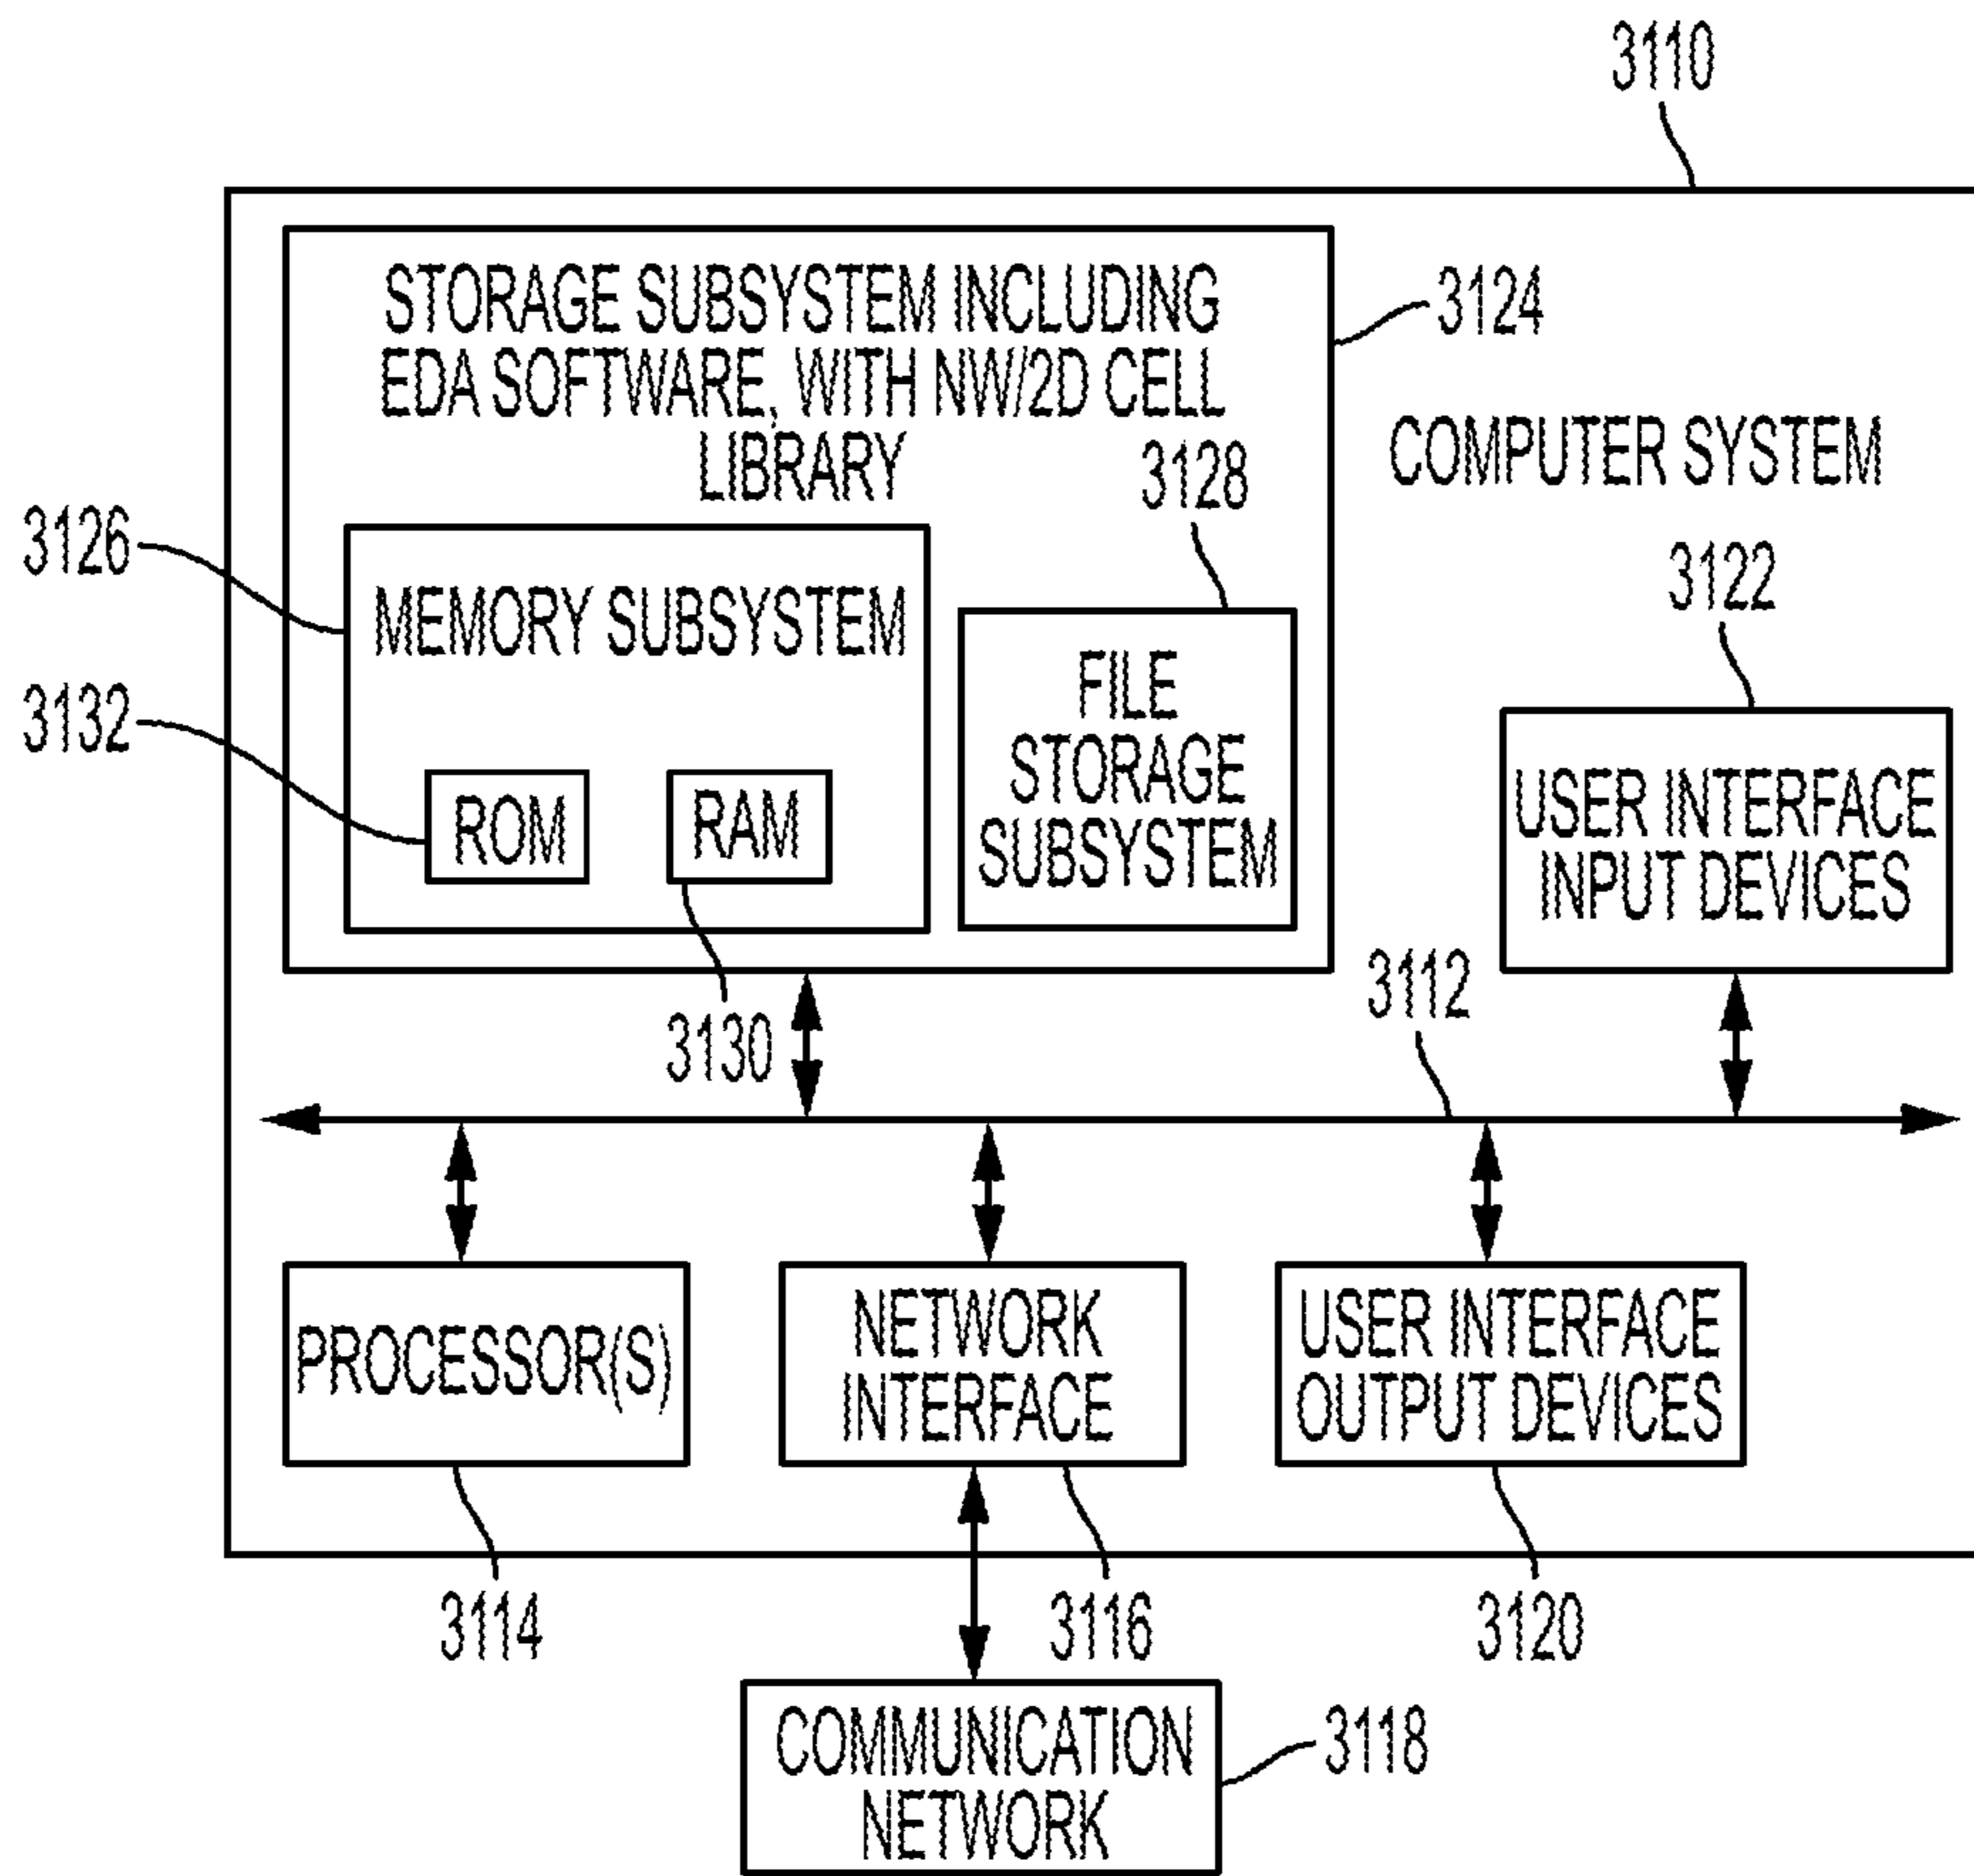 3110
STORAGE SUBSYSTEM INCLUDING
EDA SOFTWARE, WITH NW/2D CELL
LIBRARY
3124
COMPUTER SYSTEM
3128
3126
MEMORY SUBSYSTEM
3122
FILE
STORAGE
SUBSYSTEM
3132
ROM
RAM
USER INTERFACE
INPUT DEVICES
3112
3130
PROCESSOR(S)
NETWORK
INTERFACE
USER INTERFACE
OUTPUT DEVICES
3114
3116
3120
COMMUNICATION
NETWORK
3118